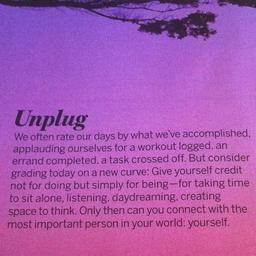 Unplug
We often rate our days by what we've accomplished,
applauding ourselves for a workout logged, an
errand completed, a task crossed off. But consider
grading today on a new curve: Give yourself credit
not for doing but simply for being—for taking time
to sit alone, listening, daydreaming, creating
space to think. Only then can you connect with the
most important person in your world: yourself.